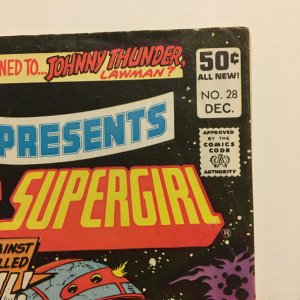 NED TO... JOHNNY THUNDER,
LAWMAN?
50¢
ALL NEW!
NO. 28
DEC.
PRESENTS
APPROVED
BY THE
COMICS
CODE
AUTHORITY
SUPERGIRL
®
AINST
LLED